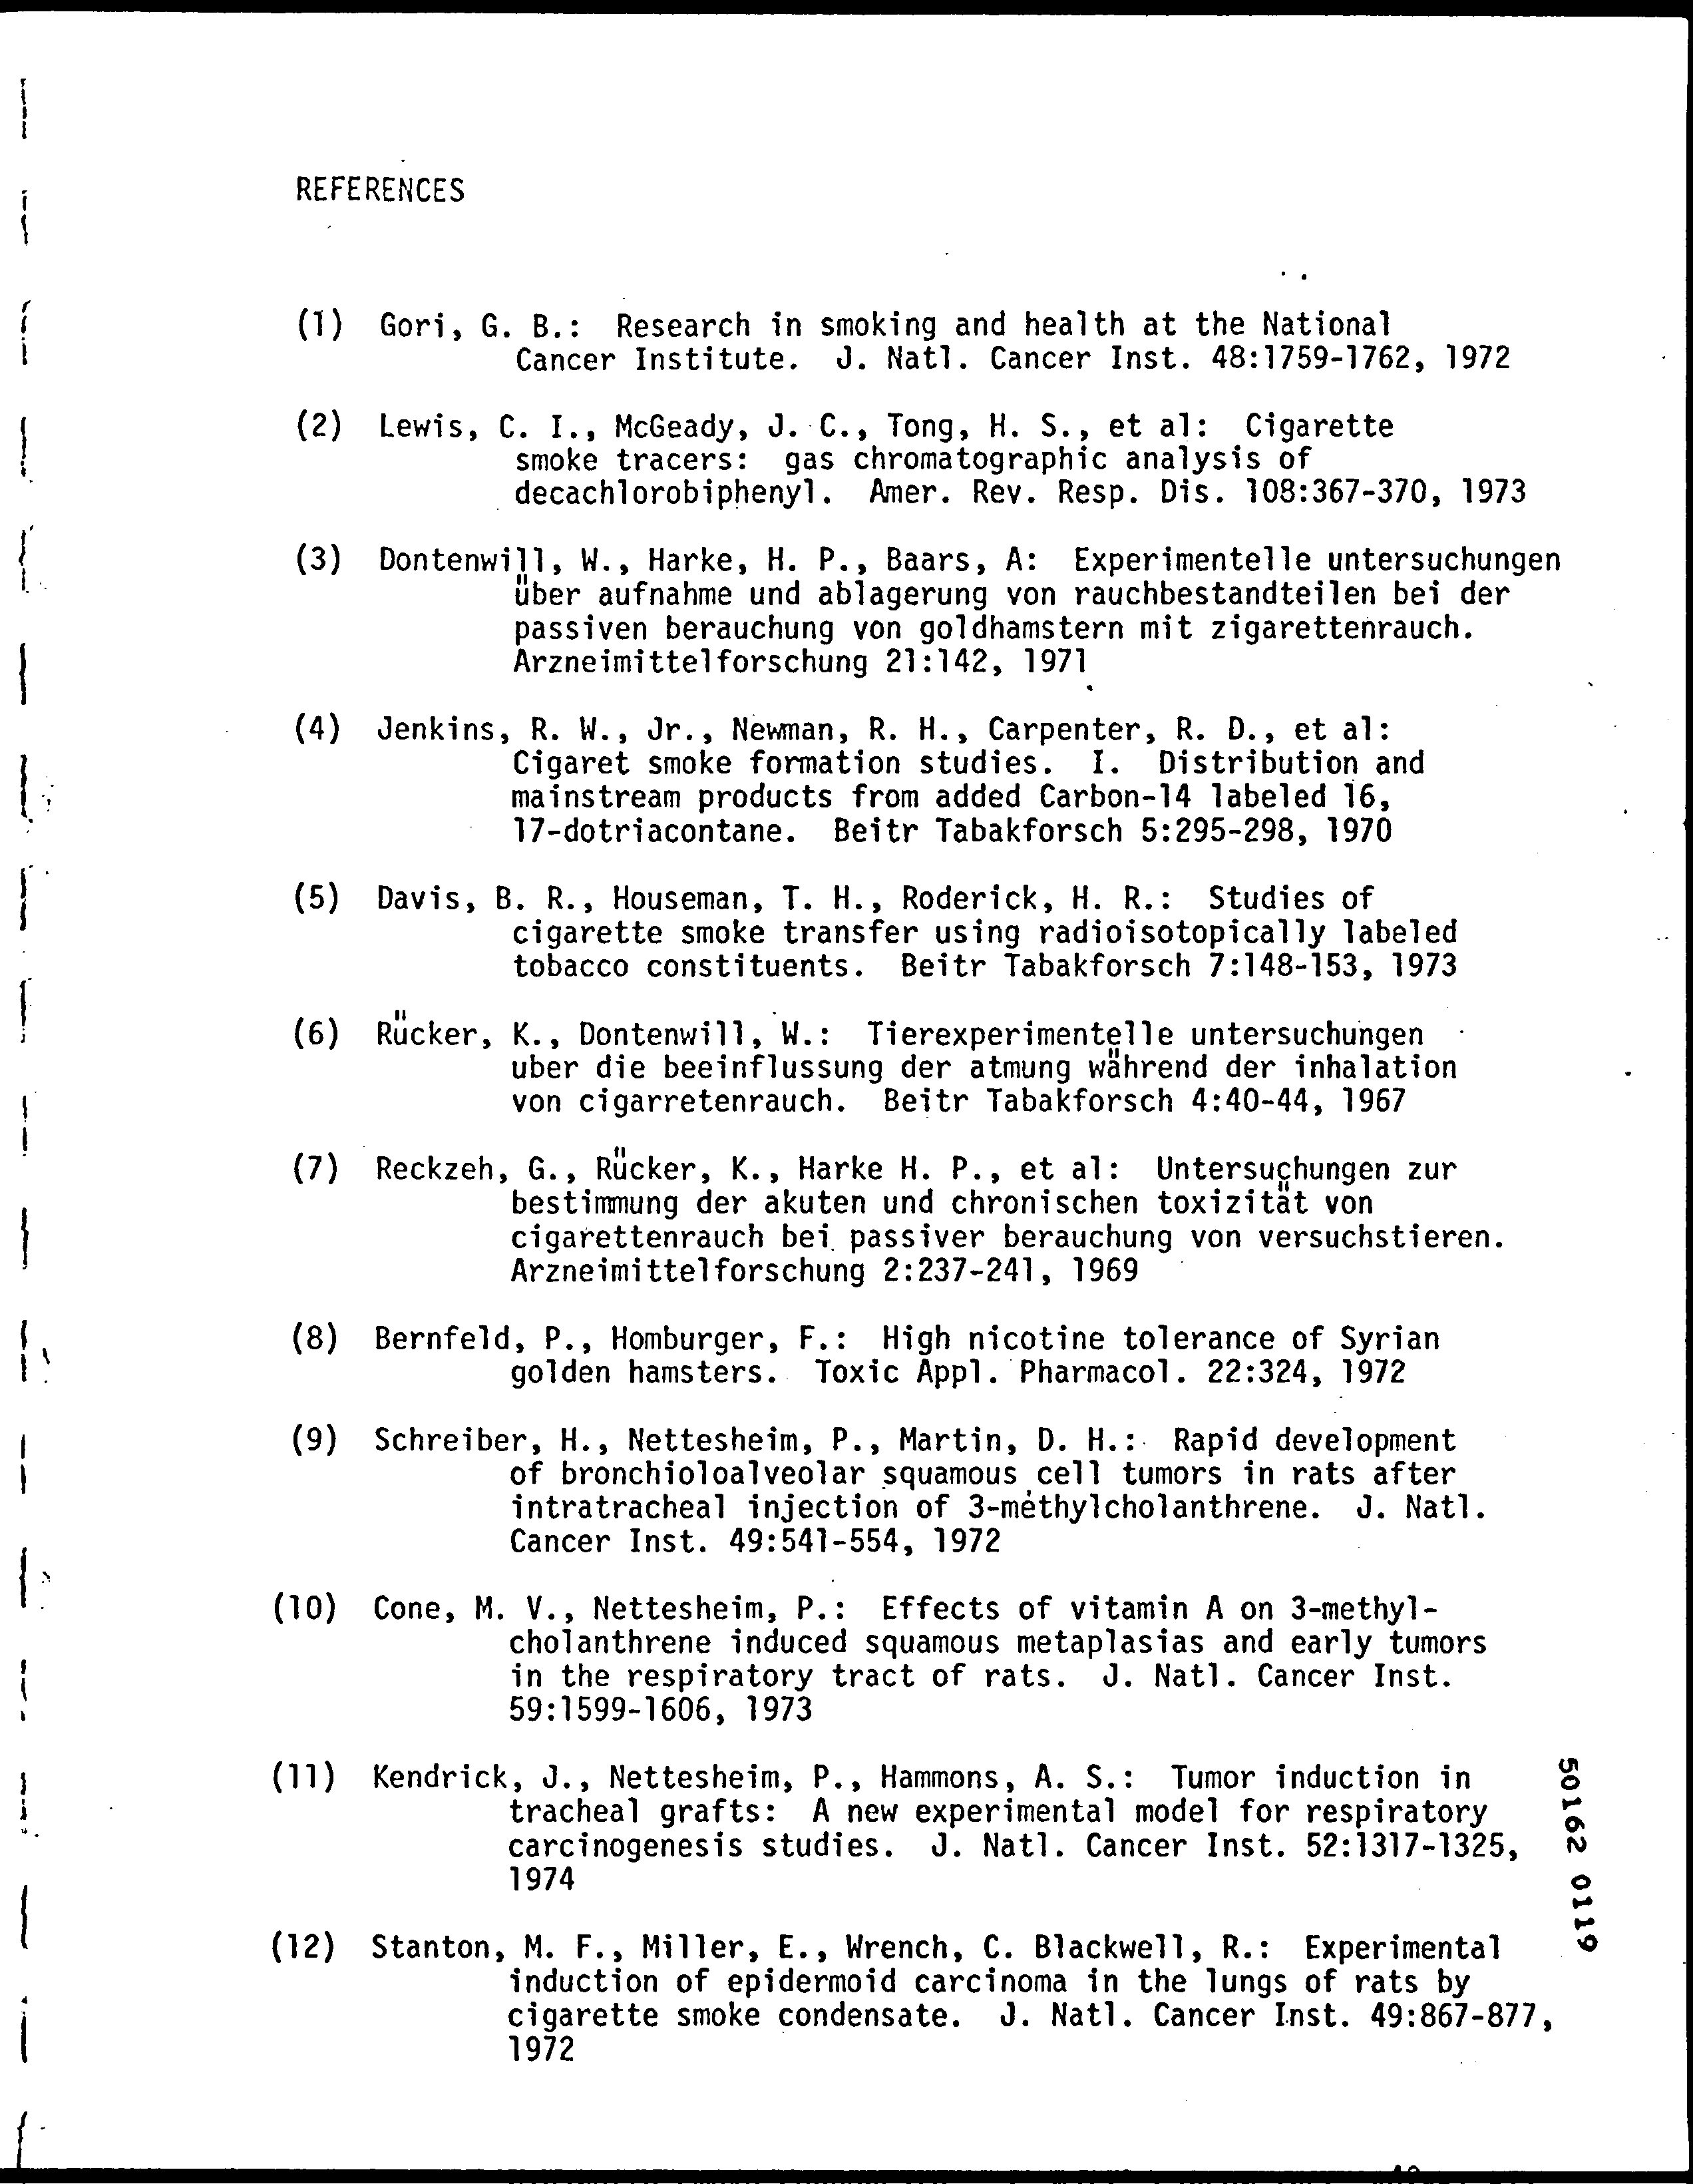 REFERENCES
(1) Gori, G. B.: Research in smoking and health at the National
Cancer Institute. J. Natl. Cancer Inst. 48:1759-1762, 1972
(2) Lewis, C. I., McGeady, J. C., Tong, H. S., et al: Cigarette
smoke tracers: gas chromatographic analysis of
decachlorobiphenyl. Amer. Rev. Resp. Dis. 108:367-370, 1973
(3) Dontenwill, W., Harke, H. P., Baars, A: Experimentelle untersuchungen
über aufnahme und ablagerung von rauchbestandteilen bei der
passiven berauchung von goldhamstern mit zigarettenrauch.
Arzneimittelforschung 21:142, 1971
(4) Jenkins, R. W., Jr., Newman, R. H., Carpenter, R. D., et al:
Cigaret smoke formation studies. I. Distribution and
mainstream products from added Carbon-14 labeled 16,
17-dotriacontane. Beitr Tabakforsch 5:295-298, 1970
(5) Davis, B. R., Houseman, T. H., Roderick, H. R.: Studies of
cigarette smoke transfer using radioisotopically labeled
tobacco constituents. Beitr Tabakforsch 7:148-153, 1973
(6) Rücker, K., Dontenwill, W.: Tierexperimentelle untersuchungen
uber die beeinflussung der atmung während der inhalation
von cigarretenrauch. Beitr Tabakforsch 4:40-44, 1967
(7) Reckzeh, G., Rücker, K., Harke H. P., et al: Untersuchungen zur
bestimmung der akuten und chronischen toxizität von
cigarettenrauch bei passiver berauchung von versuchstieren.
Arzneimittelforschung 2:237-241, 1969
(8) Bernfeld, P., Homburger, F.: High nicotine tolerance of Syrian
golden hamsters. Toxic Appl. Pharmacol. 22:324, 1972
(9) Schreiber, H., Nettesheim, P., Martin, D. H.: Rapid development
of bronchioloalveolar squamous cell tumors in rats after
intratracheal injection of 3-methylcholanthrene. J. Natl.
Cancer Inst. 49:541-554, 1972
(10) Cone, M. V., Nettesheim, P.: Effects of vitamin A on 3-methyl-
cholanthrene induced squamous metaplasias and early tumors
in the respiratory tract of rats. J. Natl. Cancer Inst.
59:1599-1606, 1973
(11) Kendrick, J., Nettesheim, P., Hammons, A. S.: Tumor induction in
tracheal grafts: A new experimental model for respiratory
carcinogenesis studies. J. Natl. Cancer Inst. 52:1317-1325,
1974
(12) Stanton, M. F., Miller, E., Wrench, C. Blackwell, R.: Experimental
induction of epidermoid carcinoma in the lungs of rats by
cigarette smoke condensate. J. Natl. Cancer Inst. 49:867-877,
1972
50162 0119